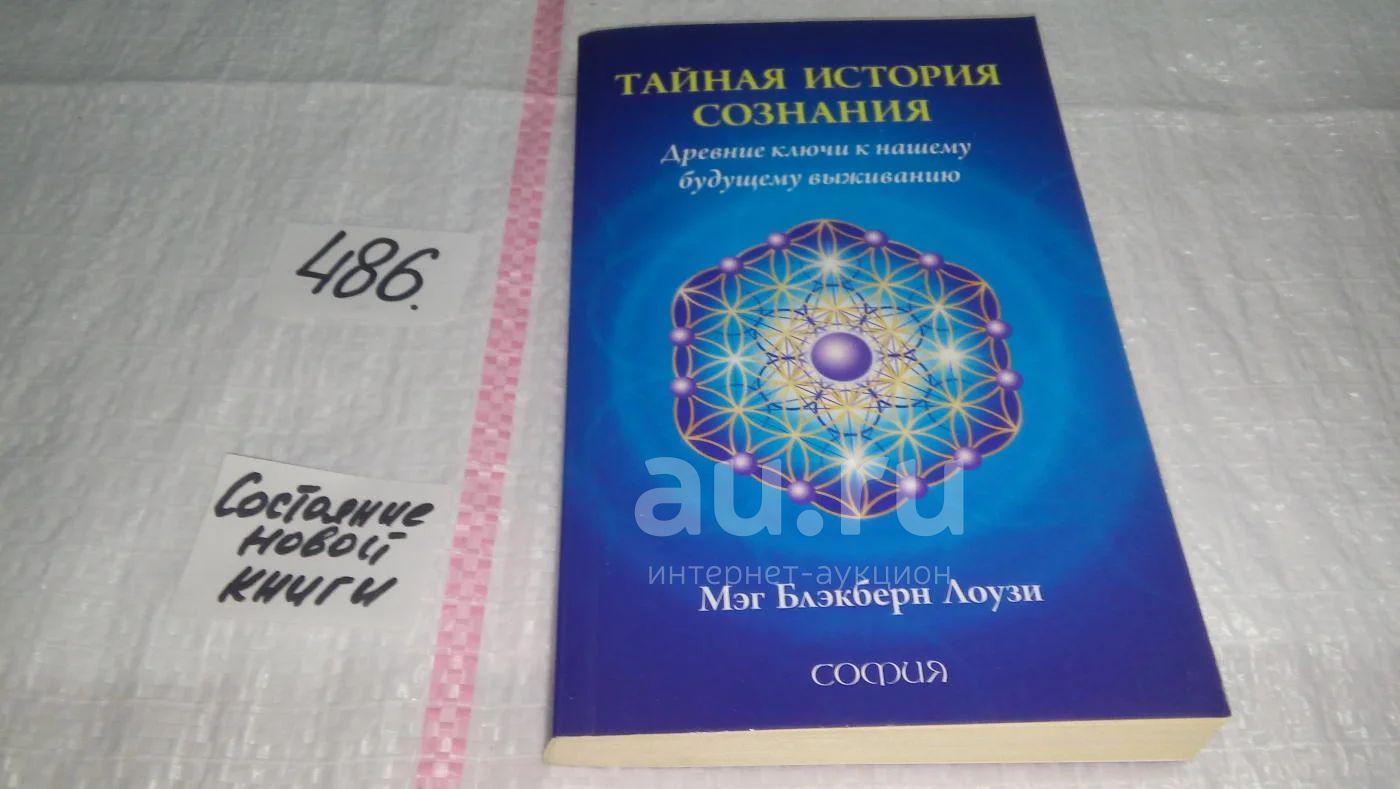 ТАЙНАЯ ИСТОРИЯ
СОЗНАНИЯ
Древние ключи к нашему
будущему выживанию
486.
Состояние
новой
книги
au.ru
интернет-аукцион
Мэг Блэкберн Лоузи
СОФИЯ